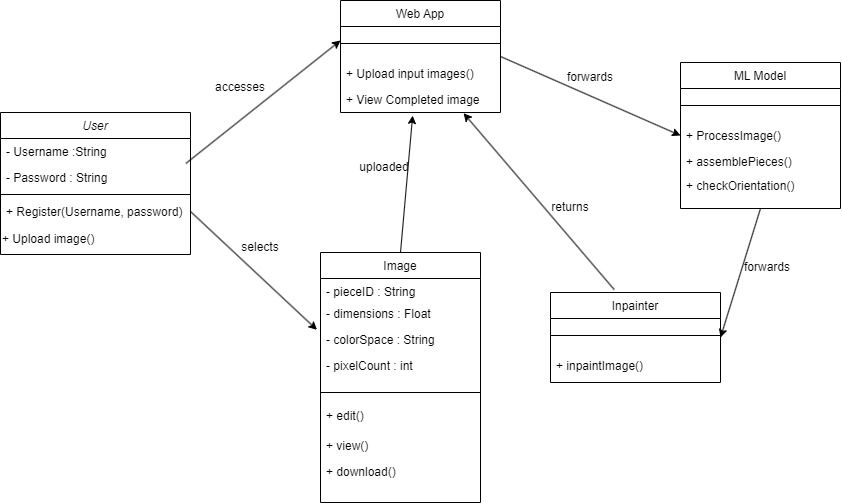 Web App
+ Upload input images()
+ View Completed image
accesses
forwards
ML Model
+ ProcessImage()
+ assemblePieces()
+ checkOrientation()
User
- Username :String
- Password : String
+ Register(Username, password)
+ Upload image()
uploaded
selects
returns
forwards
Image
- pieceID : String
- dimensions : Float
- colorSpace : String
- pixelCount : int
+ edit()
+ view()
+ download()
Inpainter
+ inpaintImage()